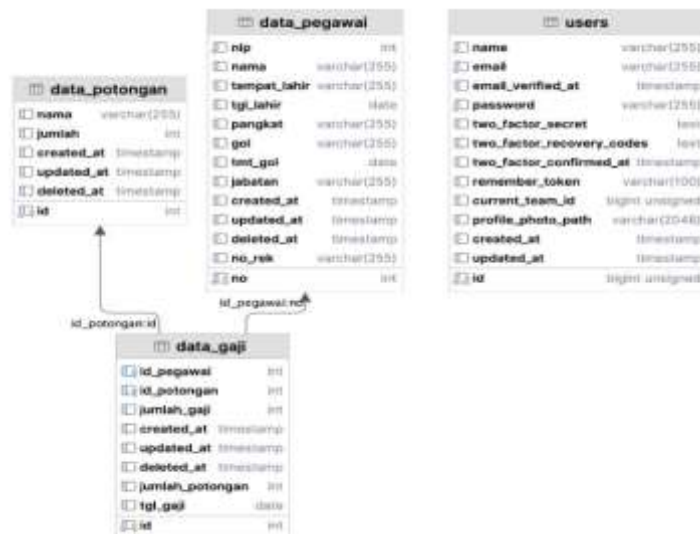 data_potongan
nama varchar(255)
jumlah int
created_at timestamp
updated_at timestamp
deleted_at timestamp
id int
data_pegawai
nip int
nama varchar(255)
tempat_lahir varchar(255)
tgl_lahir date
pangkat varchar(255)
gol varchar(255)
tmt_gol date
jabatan varchar(255)
created_at timestamp
updated_at timestamp
deleted_at timestamp
no_rek varchar(255)
no int
users
name varchar(255)
email varchar(255)
email_verified_at timestamp
password varchar(255)
two_factor_secret text
two_factor_recovery_codes text
two_factor_confirmed_at timestamp
remember_token varchar(100)
current_team_id bigint unsigned
profile_photo_path varchar(2048)
created_at timestamp
updated_at timestamp
id bigint unsigned
id_pegawai:no
id_potongan:id
data_gaji
id_pegawai int
id_potongan int
jumlah_gaji int
created_at timestamp
updated_at timestamp
deleted_at timestamp
jumlah_potongan int
tgl_gaji date
id int